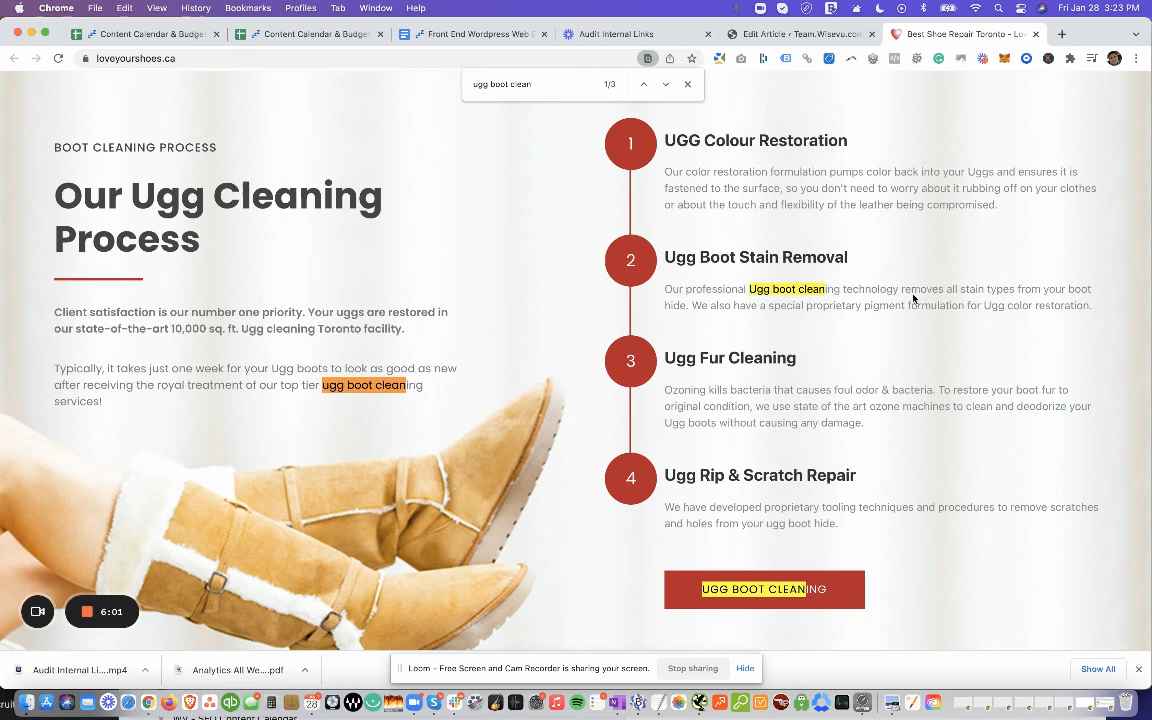 Chrome File Edit View History Bookmarks Profiles Tab Window Help Fri Jan 28 3:23 PM
Content Calendar & Budge Content Calendar & Budge Front End Wordpress Web D Audit Internal Links Edit Article ‹ Team.Wisevu.com Best Shoe Repair Toronto - Lo
loveyourshoes.ca
ugg boot clean 1/3
BOOT CLEANING PROCESS
Our Ugg Cleaning
Process
Client satisfaction is our number one priority. Your uggs are restored in
our state-of-the-art 10,000 sq. ft. Ugg cleaning Toronto facility.
Typically, it takes just one week for your Ugg boots to look as good as new
after receiving the royal treatment of our top tier ugg boot cleaning
services!
1
UGG Colour Restoration
Our color restoration formulation pumps color back into your Uggs and ensures it is
fastened to the surface, so you don't need to worry about it rubbing off on your clothes
or about the touch and flexibility of the leather being compromised.
2
Ugg Boot Stain Removal
Our professional Ugg boot cleaning technology removes all stain types from your boot
hide. We also have a special proprietary pigment formulation for Ugg color restoration.
3
Ugg Fur Cleaning
Ozoning kills bacteria that causes foul odor & bacteria. To restore your boot fur to
original condition, we use state of the art ozone machines to clean and deodorize your
Ugg boots without causing any damage.
4
Ugg Rip & Scratch Repair
We have developed proprietary tooling techniques and procedures to remove scratches
and holes from your ugg boot hide.
UGG BOOT CLEANING
6:01
Audit Internal Li....mp4 Analytics All We....pdf Loom – Free Screen and Cam Recorder is sharing your screen. Stop sharing Hide Show All